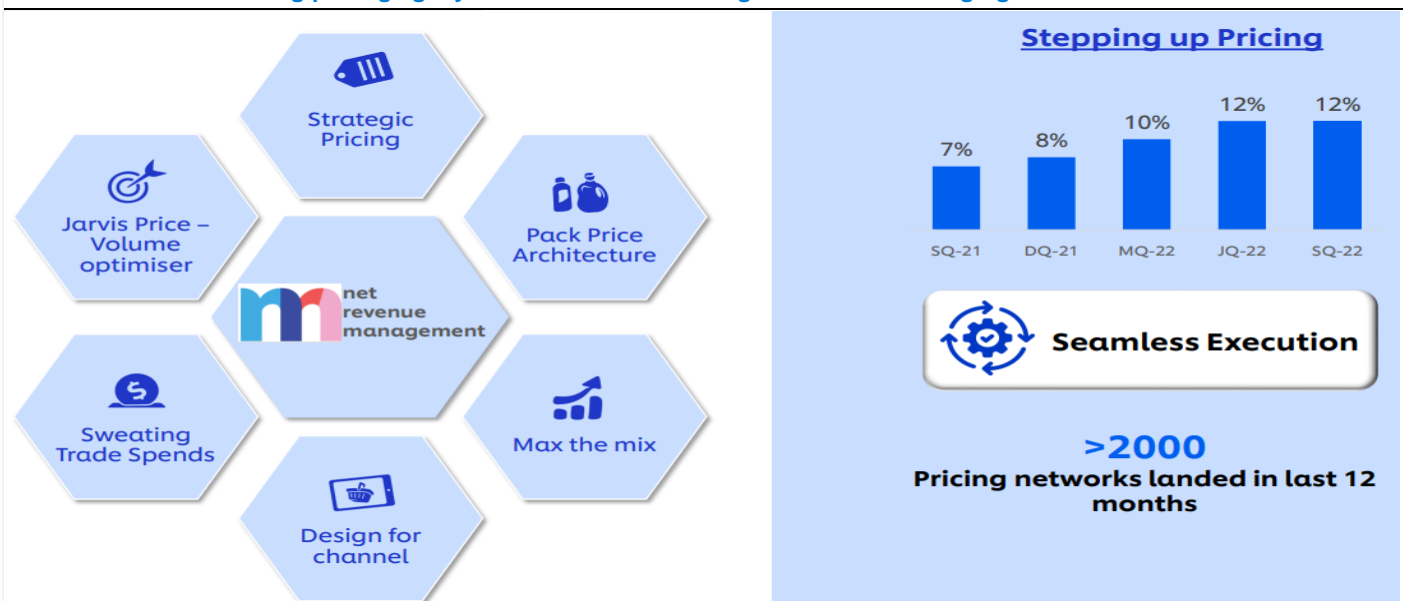 Strategic
Pricing
Jarvis Price –
Volume
optimiser
Pack Price
Architecture
net
revenue
management
Sweating
Trade Spends
Max the mix
Design for
channel
Stepping up Pricing
7%
8%
10%
12%
12%
SQ-21
DQ-21
MQ-22
JQ-22
SQ-22
Seamless Execution
>2000
Pricing networks landed in last 12
months